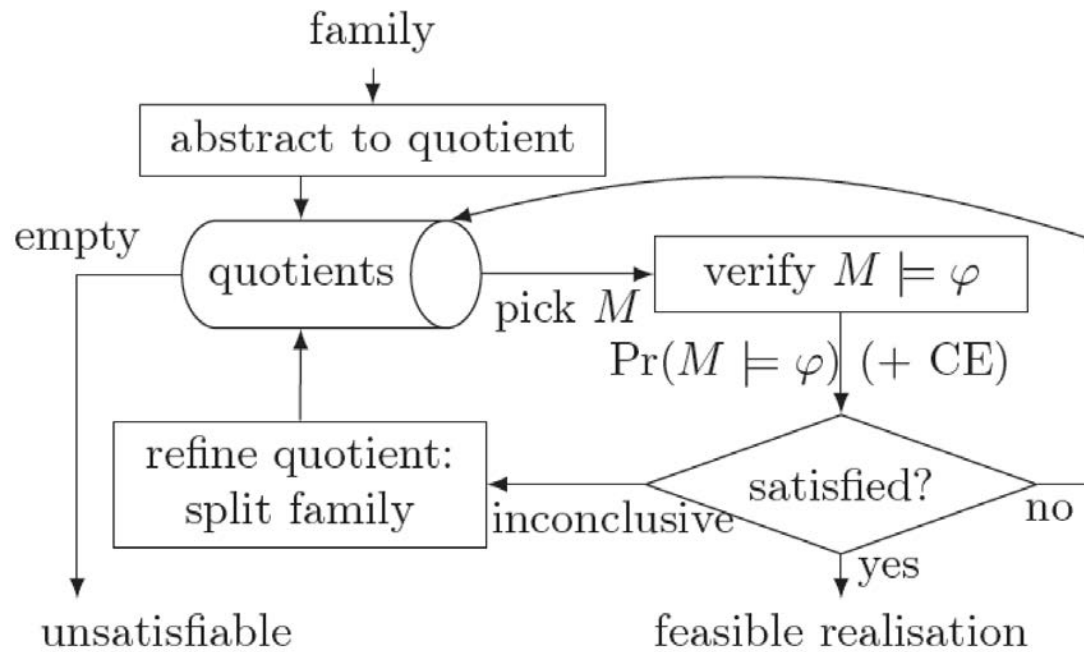 family
abstract to quotient
empty
quotients
pick M
verify M ⊨ φ
Pr(M ⊨ φ) (+ CE)
refine quotient:
split family
inconclusive
satisfied?
no
yes
unsatisfiable
feasible realisation